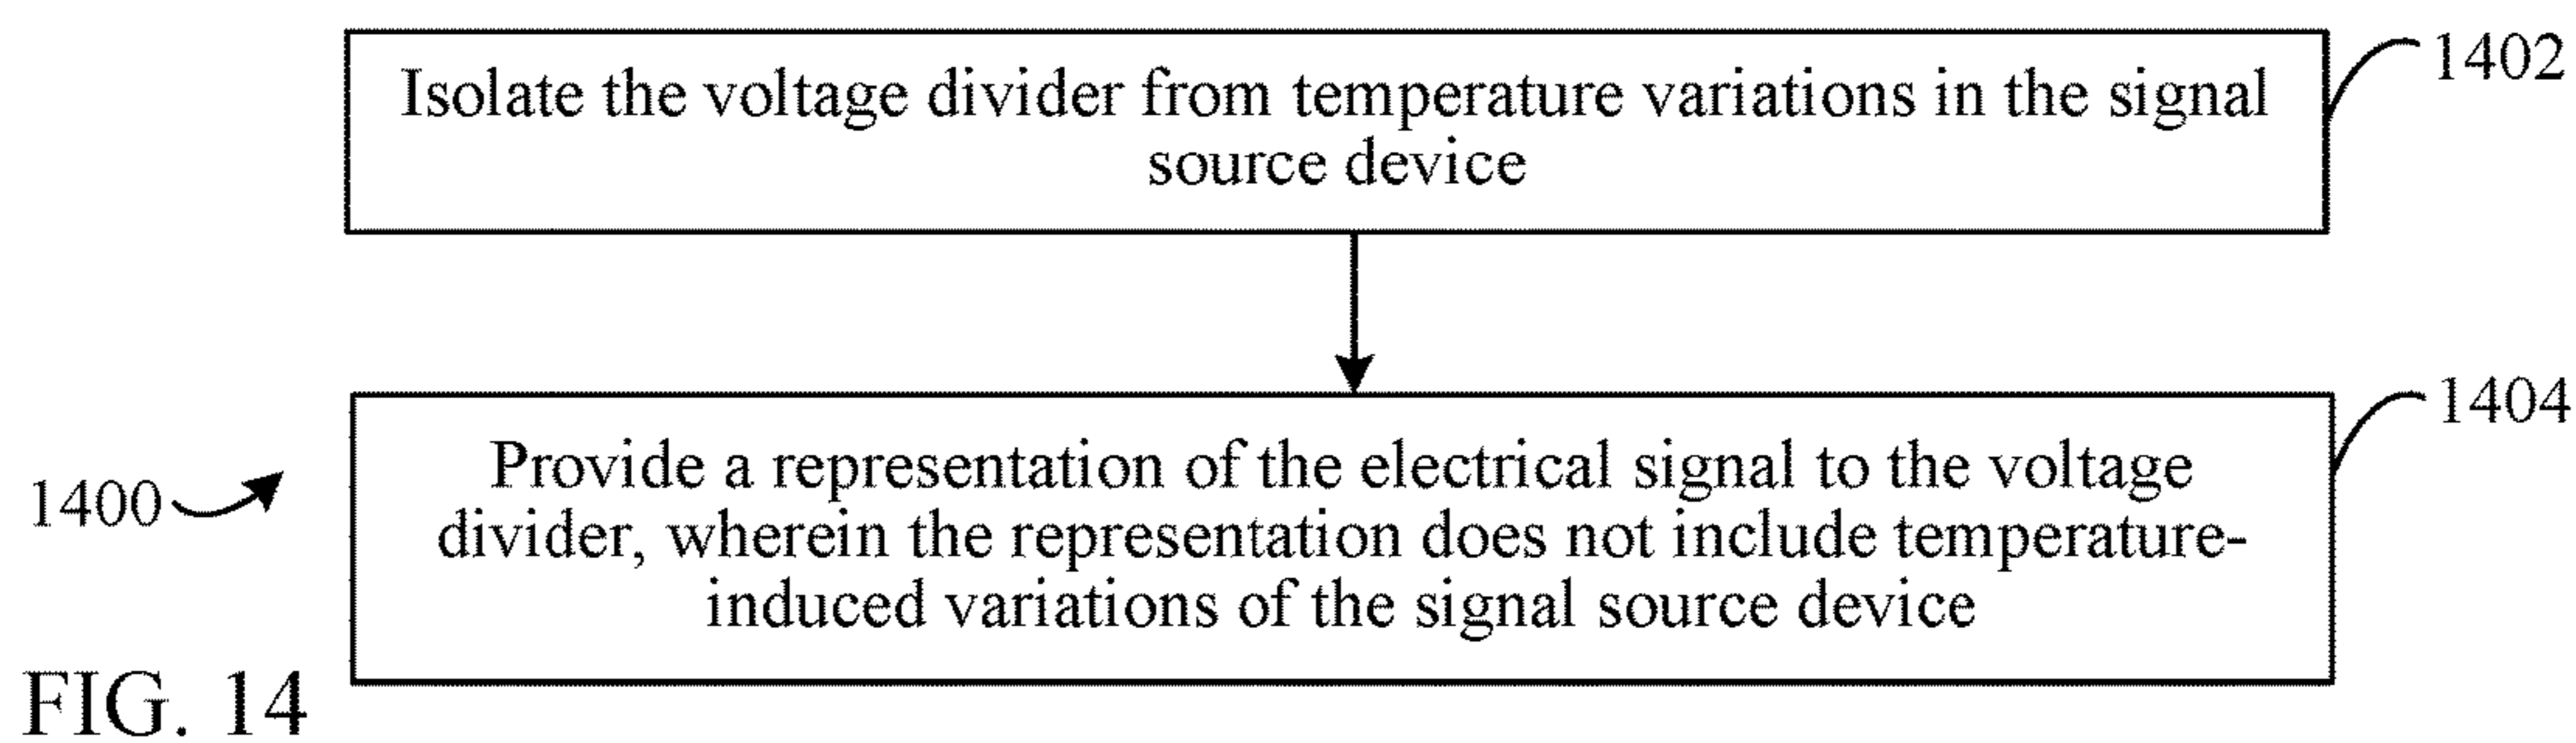 Isolate the voltage divider from temperature variations in the signal
source device
1402
Provide a representation of the electrical signal to the voltage
divider, wherein the representation does not include temperature-
induced variations of the signal source device
1404
1400
FIG. 14